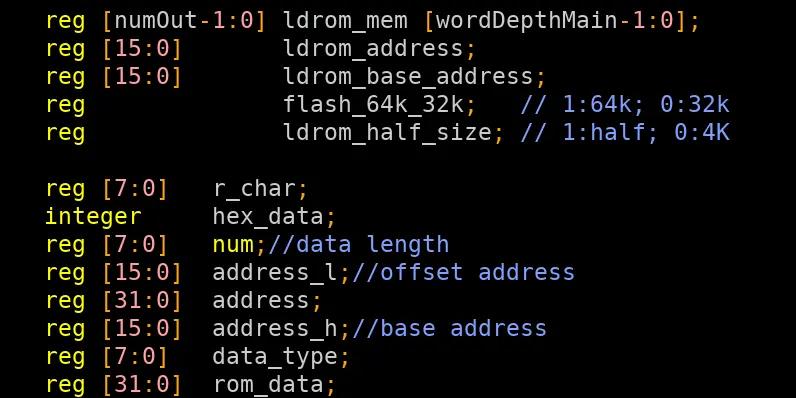 reg [numOut-1:0] ldrom_mem [wordDepthMain-1:0];
reg [15:0]       ldrom_address;
reg [15:0]       ldrom_base_address;
reg              flash_64k_32k;   // 1:64k; 0:32k
reg              ldrom_half_size; // 1:half; 0:4K

reg [7:0]   r_char;
integer     hex_data;
reg [7:0]   num;//data length
reg [15:0]  address_l;//offset address
reg [31:0]  address;
reg [15:0]  address_h;//base address
reg [7:0]   data_type;
reg [31:0]  rom_data;